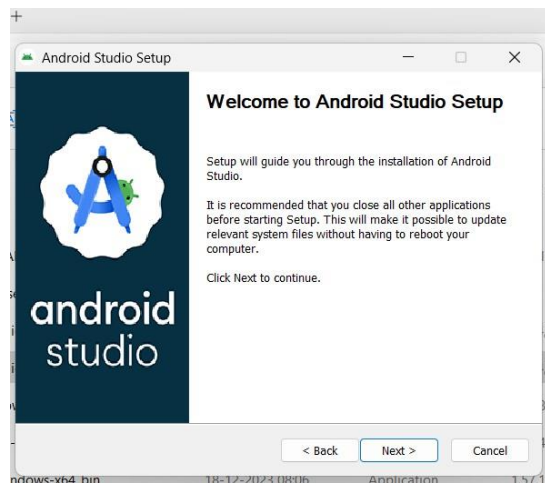 +
Android Studio Setup
Welcome to Android Studio Setup
Setup will guide you through the installation of Android
Studio.
It is recommended that you close all other applications
before starting Setup. This will make it possible to update
relevant system files without having to reboot your
computer.
Click Next to continue.
android
studio
< Back Next > Cancel
18-12-2023 08:06 Application